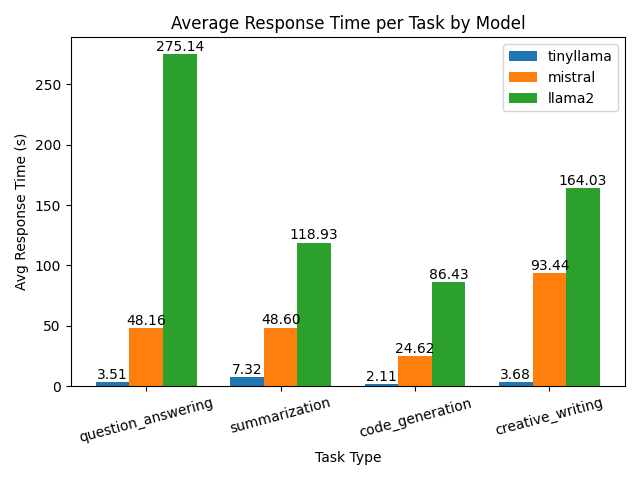 Average Response Time per Task by Model
tinyllama
mistral
llama2
Avg Response Time (s)
250
200
150
100
50
0
3.51
48.16
275.14
7.32
48.60
118.93
2.11
24.62
86.43
3.68
93.44
164.03
question_answering
summarization
code_generation
creative_writing
Task Type